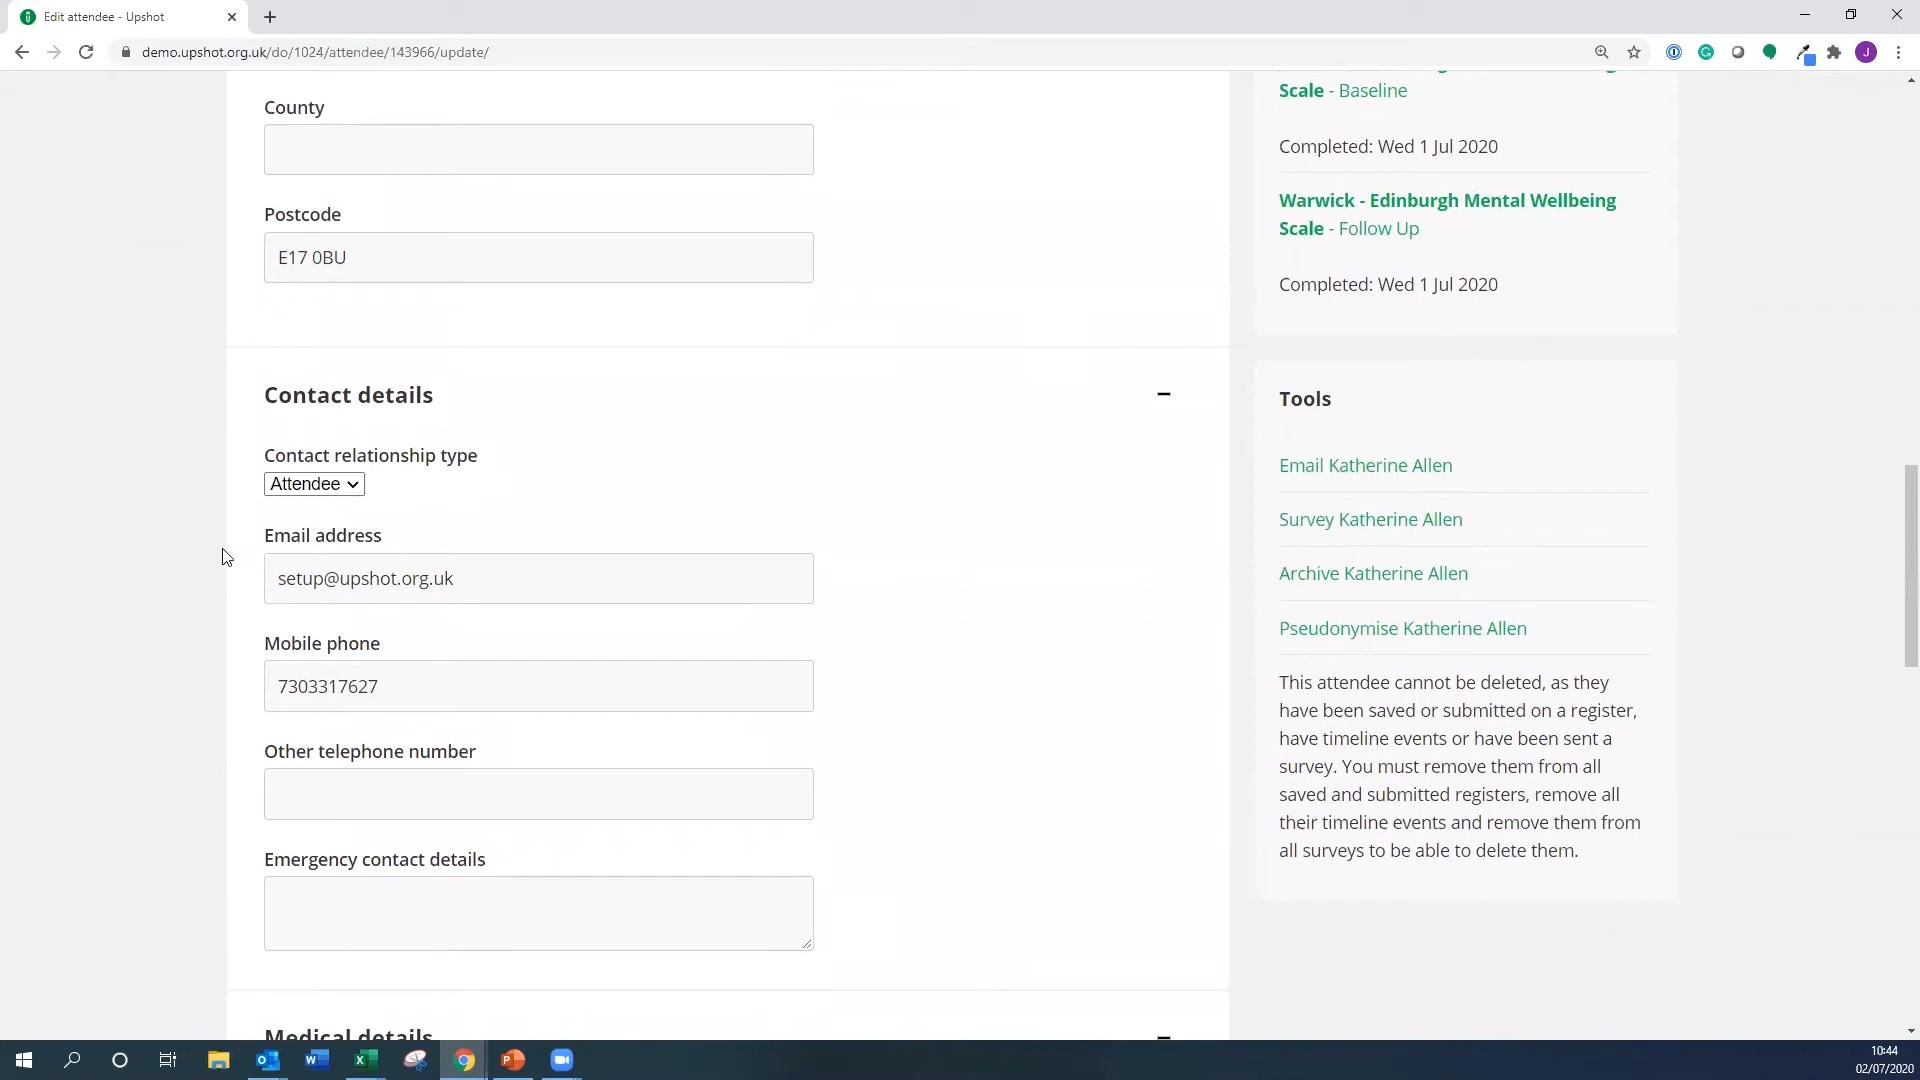 Edit attendee - Upshot
demo.upshot.org.uk/do/1024/attendee/143966/update/
J
County
Postcode
E17 0BU
Contact details
Contact relationship type
Attendee
Email address
setup@upshot.org.uk
Mobile phone
7303317627
Other telephone number
Emergency contact details
Medical details
Scale - Baseline
Completed: Wed 1 Jul 2020
Warwick - Edinburgh Mental Wellbeing
Scale - Follow Up
Completed: Wed 1 Jul 2020
Tools
Email Katherine Allen
Survey Katherine Allen
Archive Katherine Allen
Pseudonymise Katherine Allen
This attendee cannot be deleted, as they
have been saved or submitted on a register,
have timeline events or have been sent a
survey. You must remove them from all
saved and submitted registers, remove all
their timeline events and remove them from
all surveys to be able to delete them.
10:44
02/07/2020